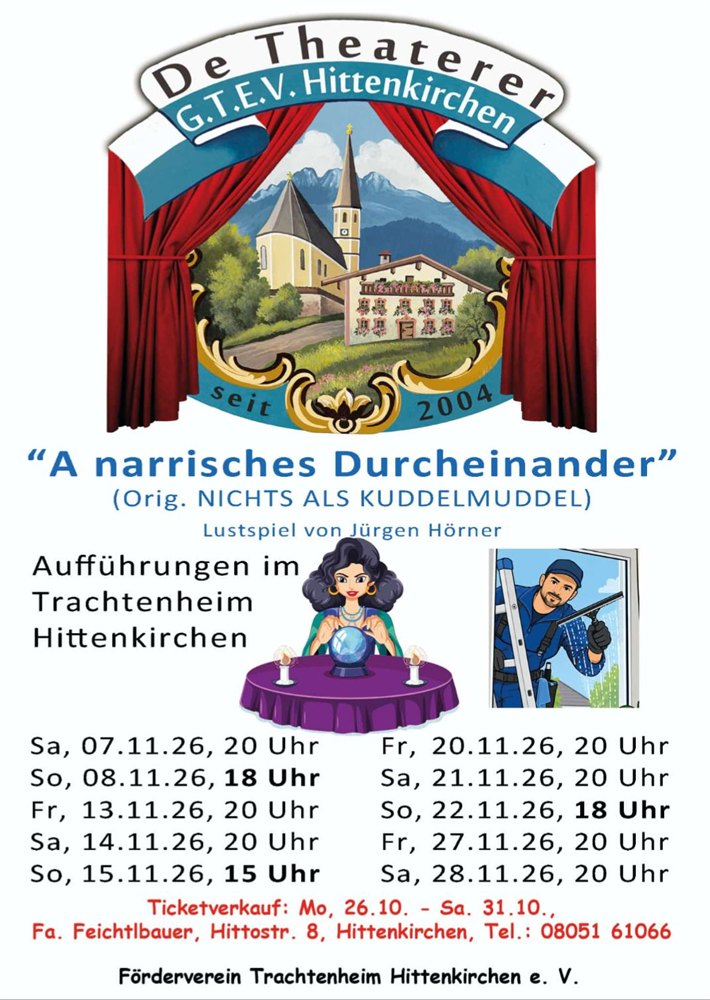 De Theaterer
G.T.E.V. Hittenkirchen
seit 2004
“A narrisches Durcheinander”
(Orig. NICHTS ALS KUDDELMUDDEL)
Lustspiel von Jürgen Hörner
Aufführungen im
Trachtenheim
Hittenkirchen
Sa, 07.11.26, 20 Uhr
So, 08.11.26, 18 Uhr
Fr, 13.11.26, 20 Uhr
Sa, 14.11.26, 20 Uhr
So, 15.11.26, 15 Uhr
Fr, 20.11.26, 20 Uhr
Sa, 21.11.26, 20 Uhr
So, 22.11.26, 18 Uhr
Fr, 27.11.26, 20 Uhr
Sa, 28.11.26, 20 Uhr
Ticketverkauf: Mo, 26.10. - Sa. 31.10.,
Fa. Feichtlbauer, Hittostr. 8, Hittenkirchen, Tel.: 08051 61066
Förderverein Trachtenheim Hittenkirchen e. V.